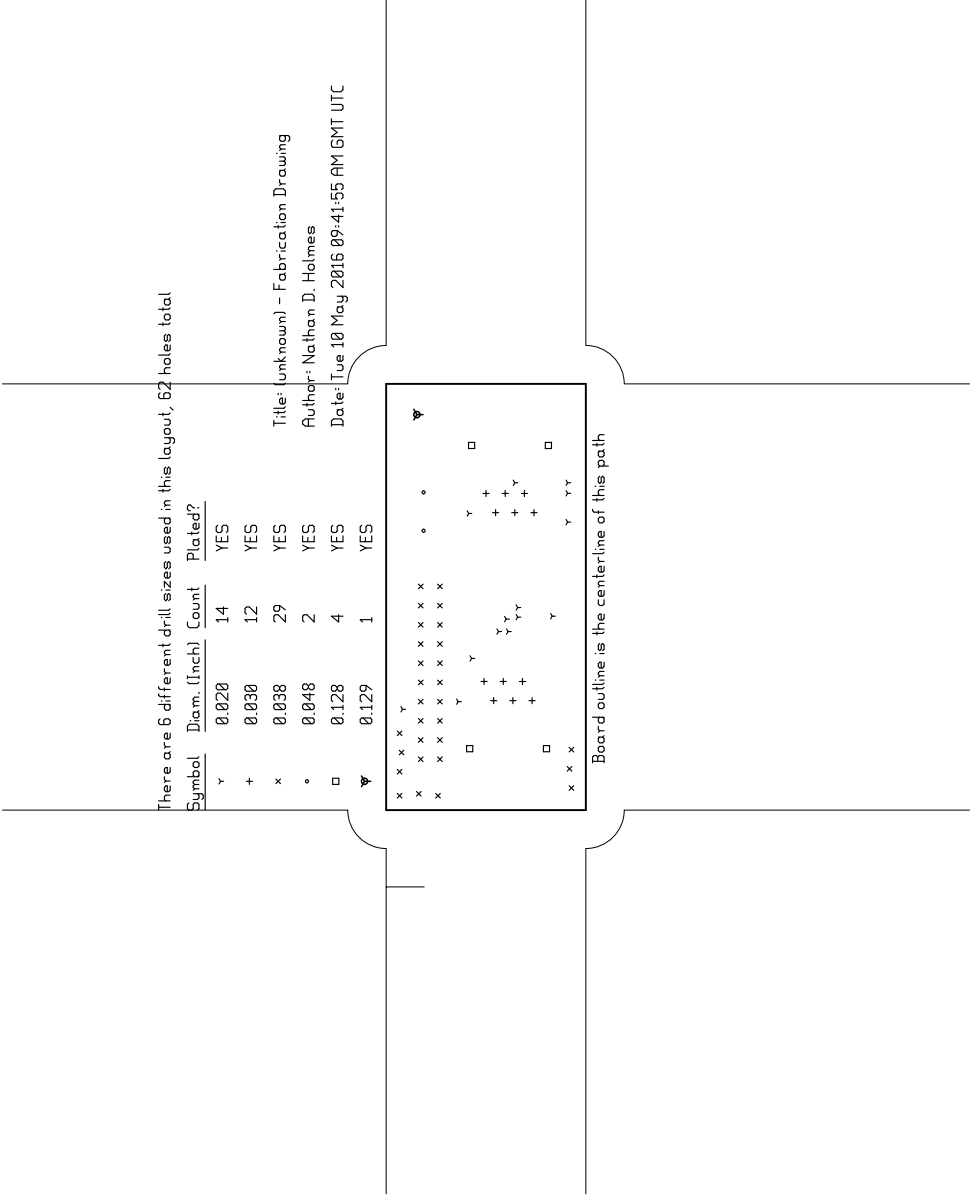 There are 6 different drill sizes used in this layout, 62 holes total
Symbol Diam. (Inch) Count Plated?
0.020 14 YES
0.030 12 YES
0.038 29 YES
0.048 2 YES
0.128 4 YES
0.129 1 YES
Title: (unknown) - Fabrication Drawing
Author: Nathan D. Holmes
Date: Tue 10 May 2016 09:41:55 AM GMT UTC
Board outline is the centerline of this path